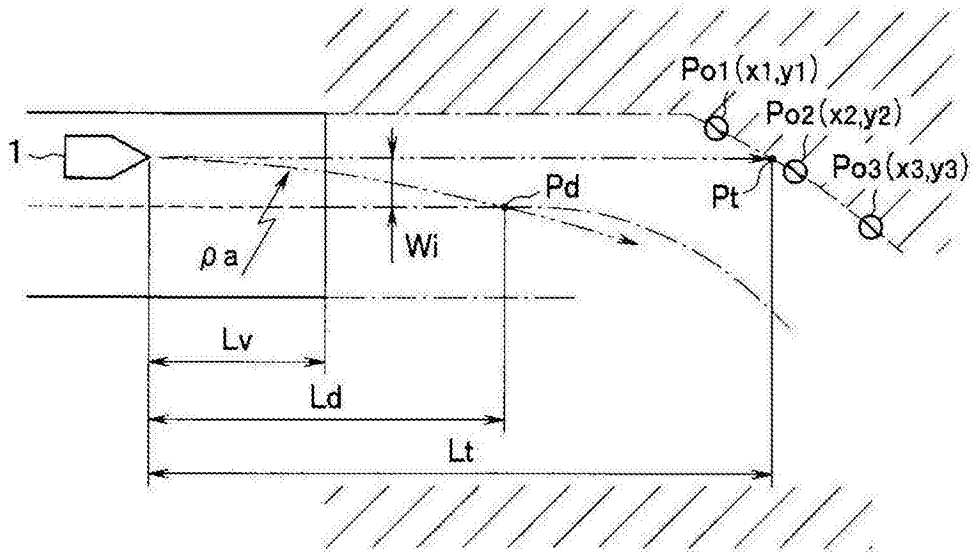 Po1(x1,y1)
Po2(x2,y2)
1
Po3(x3,y3)
Pd
Pt
Wi
ρa
Lv
Ld
Lt